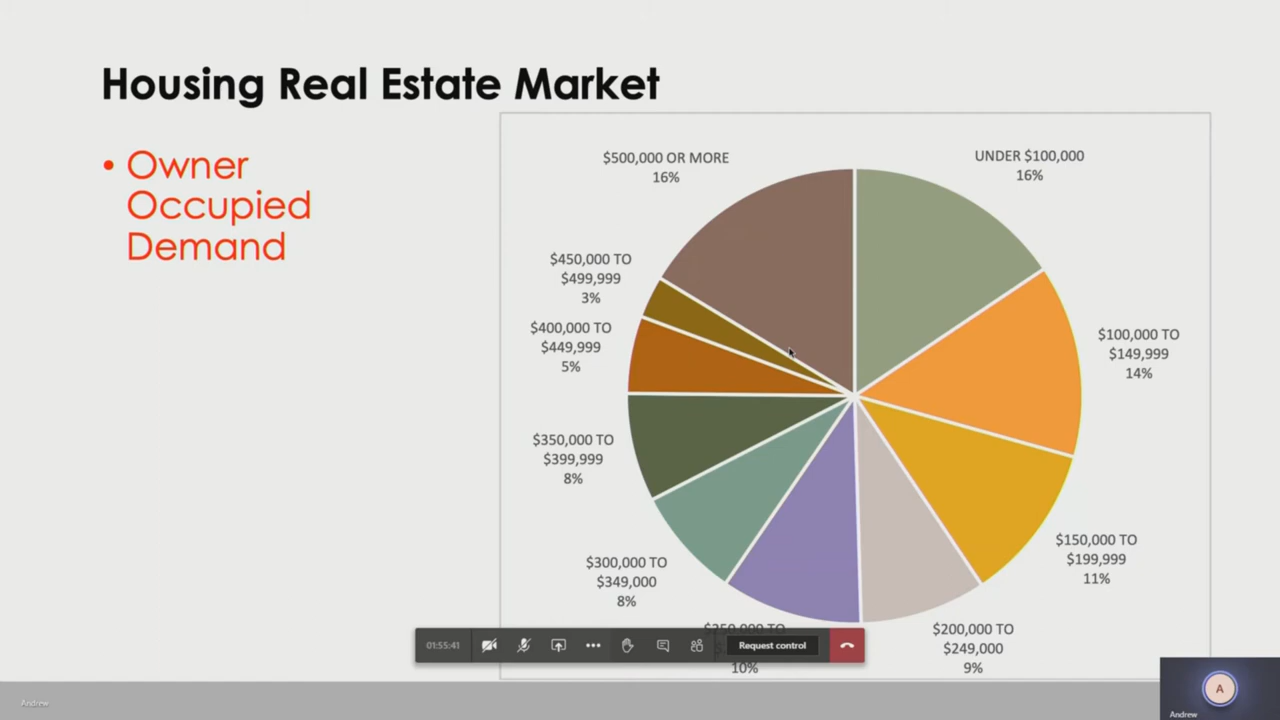 Housing Real Estate Market
• Owner
Occupied
Demand
$500,000 OR MORE
16%
UNDER $100,000
16%
$450,000 TO
$499,999
3%
$400,000 TO
$449,999
5%
$100,000 TO
$149,999
14%
$350,000 TO
$399,999
8%
$150,000 TO
$199,999
11%
$300,000 TO
$349,000
8%
$250,000 TO
10%
$200,000 TO
$249,000
9%
01:55:41
Request control
A
Andrew
Andrew